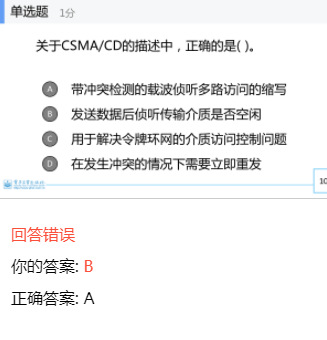 单选题 1分
关于CSMA/CD的描述中，正确的是( )。
A 带冲突检测的载波侦听多路访问的缩写
B 发送数据后侦听传输介质是否空闲
C 用于解决令牌环网的介质访问控制问题
D 在发生冲突的情况下需要立即重发
10
回答错误
你的答案: B
正确答案: A